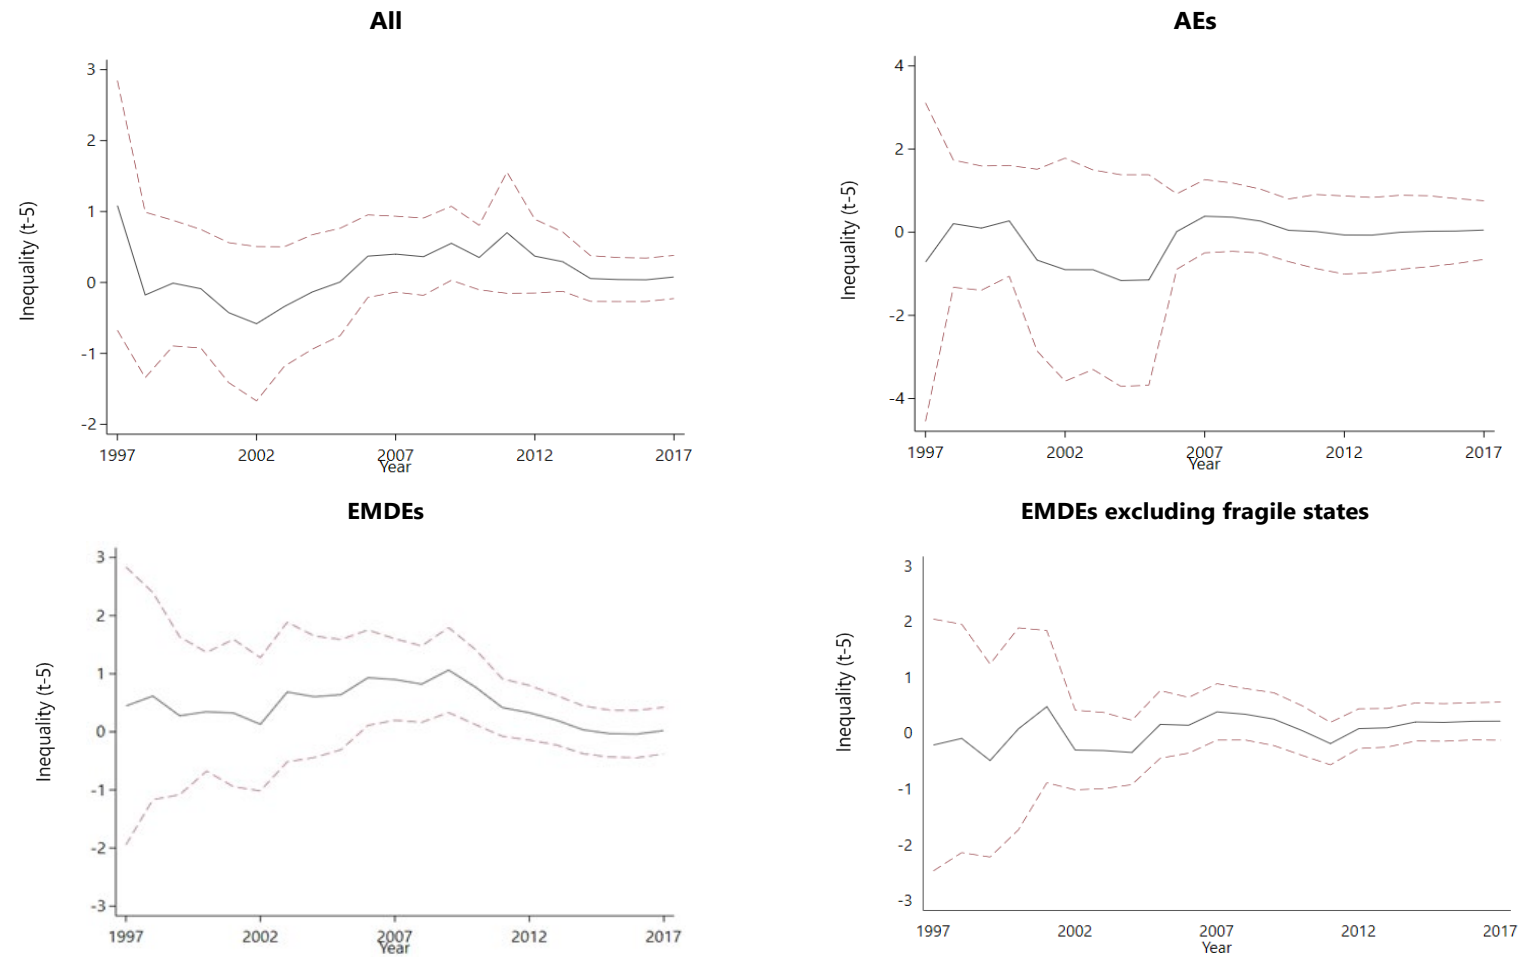 All
Inequality (t-5)
3
2
1
0
-1
-2
1997 2002 2007 2012 2017
Year
AEs
Inequality (t-5)
4
2
0
-2
-4
1997 2002 2007 2012 2017
Year
EMDEs
Inequality (t-5)
3
2
1
0
-1
-2
-3
1997 2002 2007 2012 2017
Year
EMDEs excluding fragile states
Inequality (t-5)
3
2
1
0
-1
-2
-3
1997 2002 2007 2012 2017
Year